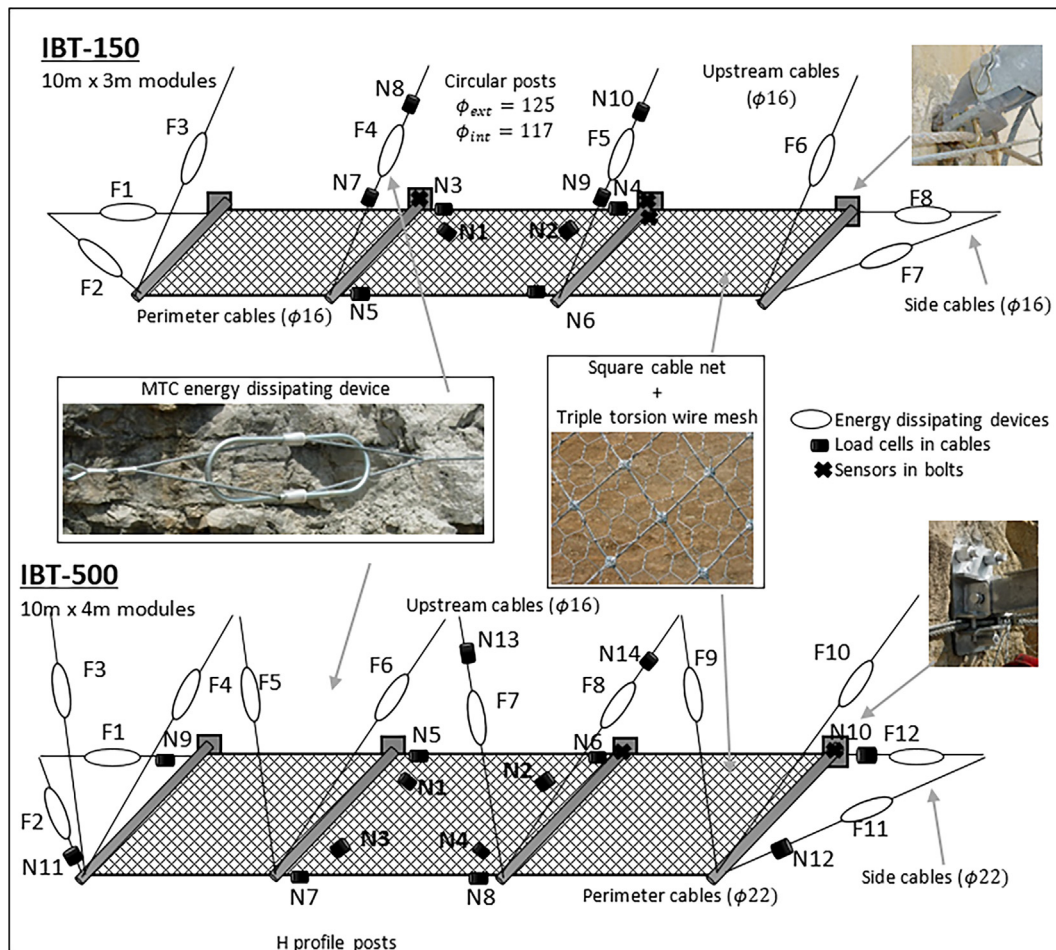 IBT-150
10m x 3m modules
Circular posts
ϕ_ext = 125
ϕ_int = 117
Upstream cables
(ϕ16)
N8
N10
F3
F4
F5
F6
F1
N7
N3
N9
N4
F8
N1
N2
F2
F7
Perimeter cables (ϕ16)
N5
N6
Side cables (ϕ16)
MTC energy dissipating device
Square cable net
+
Triple torsion wire mesh
Energy dissipating devices
Load cells in cables
Sensors in bolts
IBT-500
10m x 4m modules
Upstream cables (ϕ16)
N13
N14
F3
F4
F5
F6
F7
F8
F9
F10
F1
N9
N5
N6
N10
F12
N1
N2
F2
N3
N4
F11
N11
N12
N7
N8
Perimeter cables (ϕ22)
Side cables (ϕ22)
H profile posts